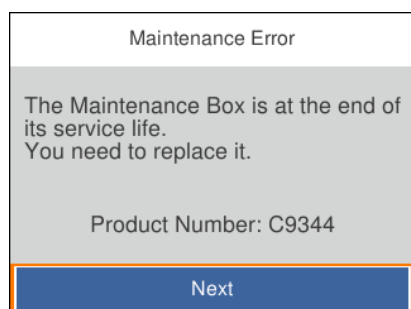 Maintenance Error
The Maintenance Box is at the end of
its service life.
You need to replace it.
Product Number: C9344
Next